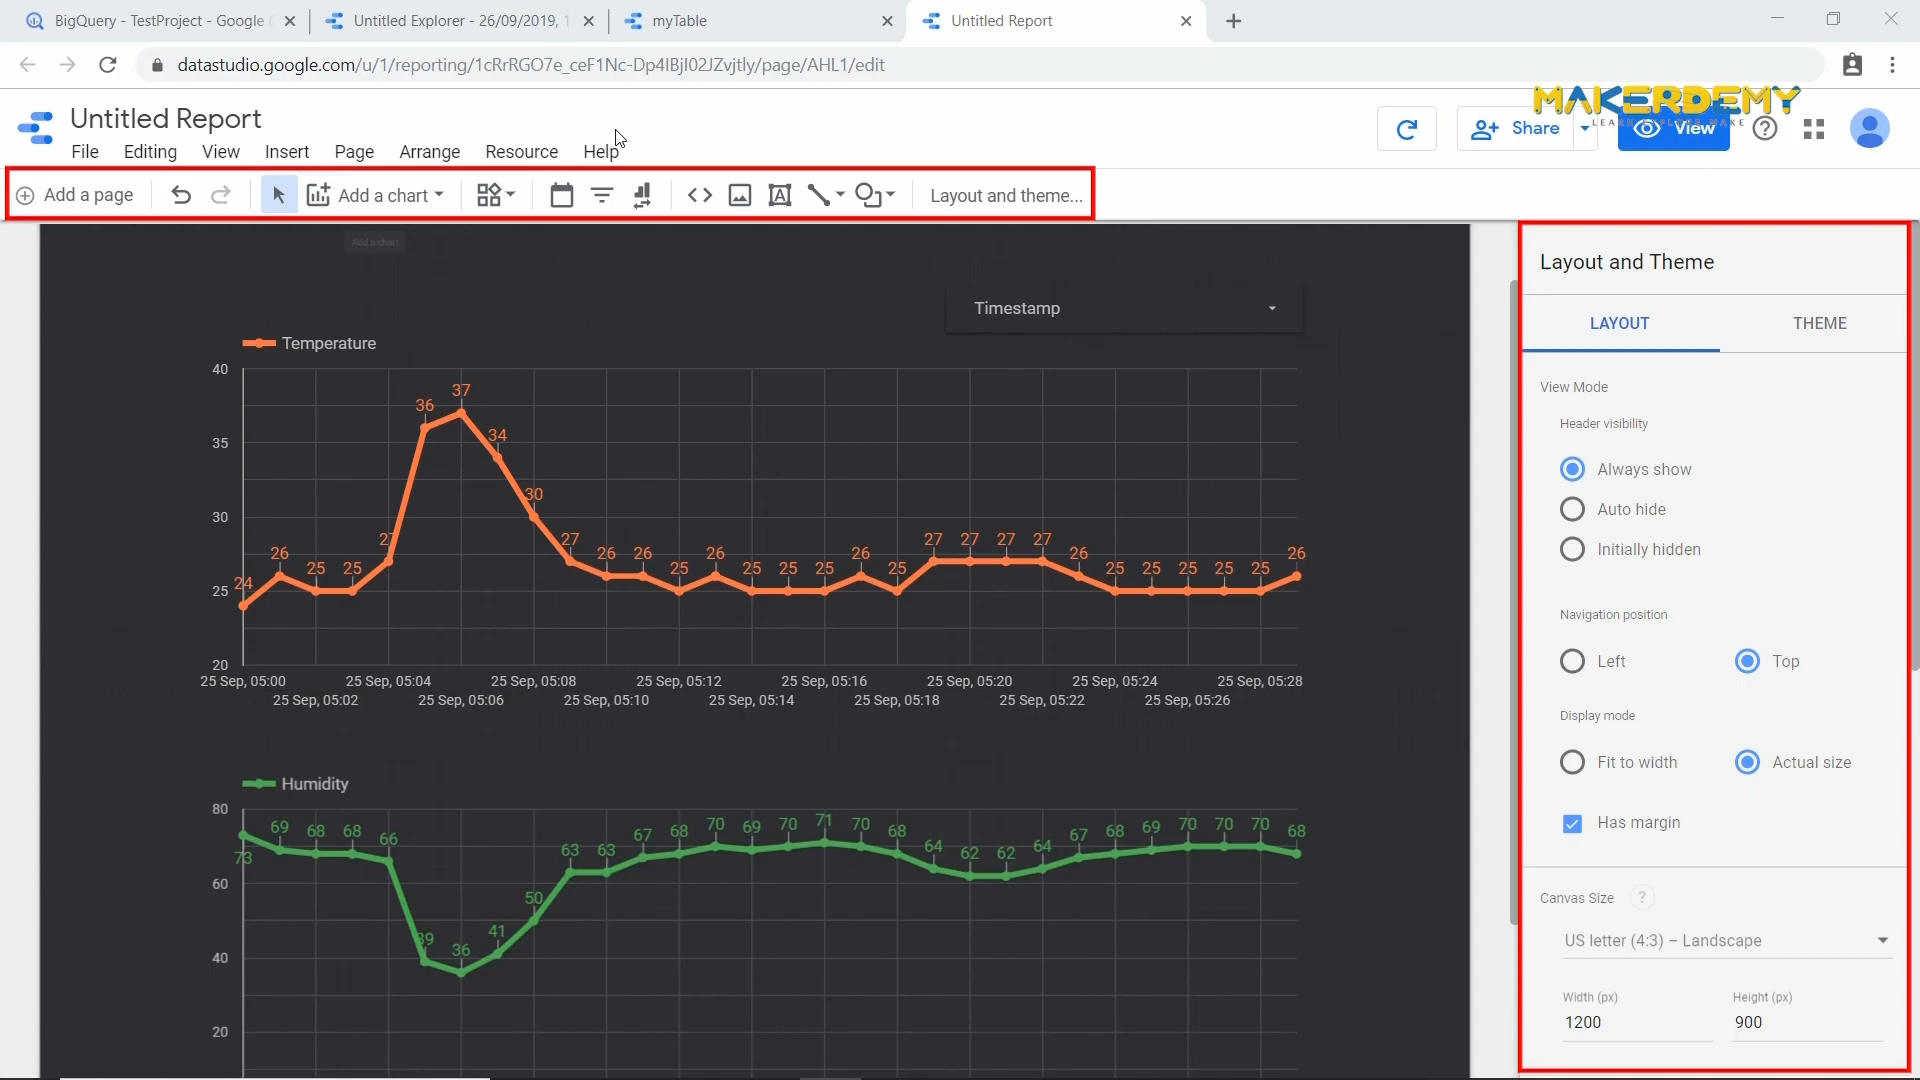 BigQuery - TestProject - Google
Untitled Explorer - 26/09/2019, 1
myTable
Untitled Report
datastudio.google.com/u/1/reporting/1cRrRGO7e_ceF1Nc-Dp4IBjI02JZvjtIy/page/AHL1/edit
Untitled Report
MAKERDEMY
File Editing View Insert Page Arrange Resource Help
Share
View
Add a page
Add a chart
Layout and theme...
Add a chart
Layout and Theme
LAYOUT THEME
Timestamp
Temperature
40
35
30
25
20
24 26 25 25 27 36 37 34 30 27 26 26 25 26 25 25 25 26 25 27 27 27 27 26 25 25 25 25 25 26
25 Sep, 05:00 25 Sep, 05:04 25 Sep, 05:08 25 Sep, 05:12 25 Sep, 05:16 25 Sep, 05:20 25 Sep, 05:24 25 Sep, 05:28
25 Sep, 05:02 25 Sep, 05:06 25 Sep, 05:10 25 Sep, 05:14 25 Sep, 05:18 25 Sep, 05:22 25 Sep, 05:26
Humidity
80
60
40
20
73 69 68 68 66 39 36 41 50 63 63 67 68 70 69 70 71 70 68 64 62 62 64 67 68 69 70 70 70 68
View Mode
Header visibility
Always show
Auto hide
Initially hidden
Navigation position
Left Top
Display mode
Fit to width Actual size
Has margin
Canvas Size ?
US letter (4:3) – Landscape
Width (px) Height (px)
1200 900